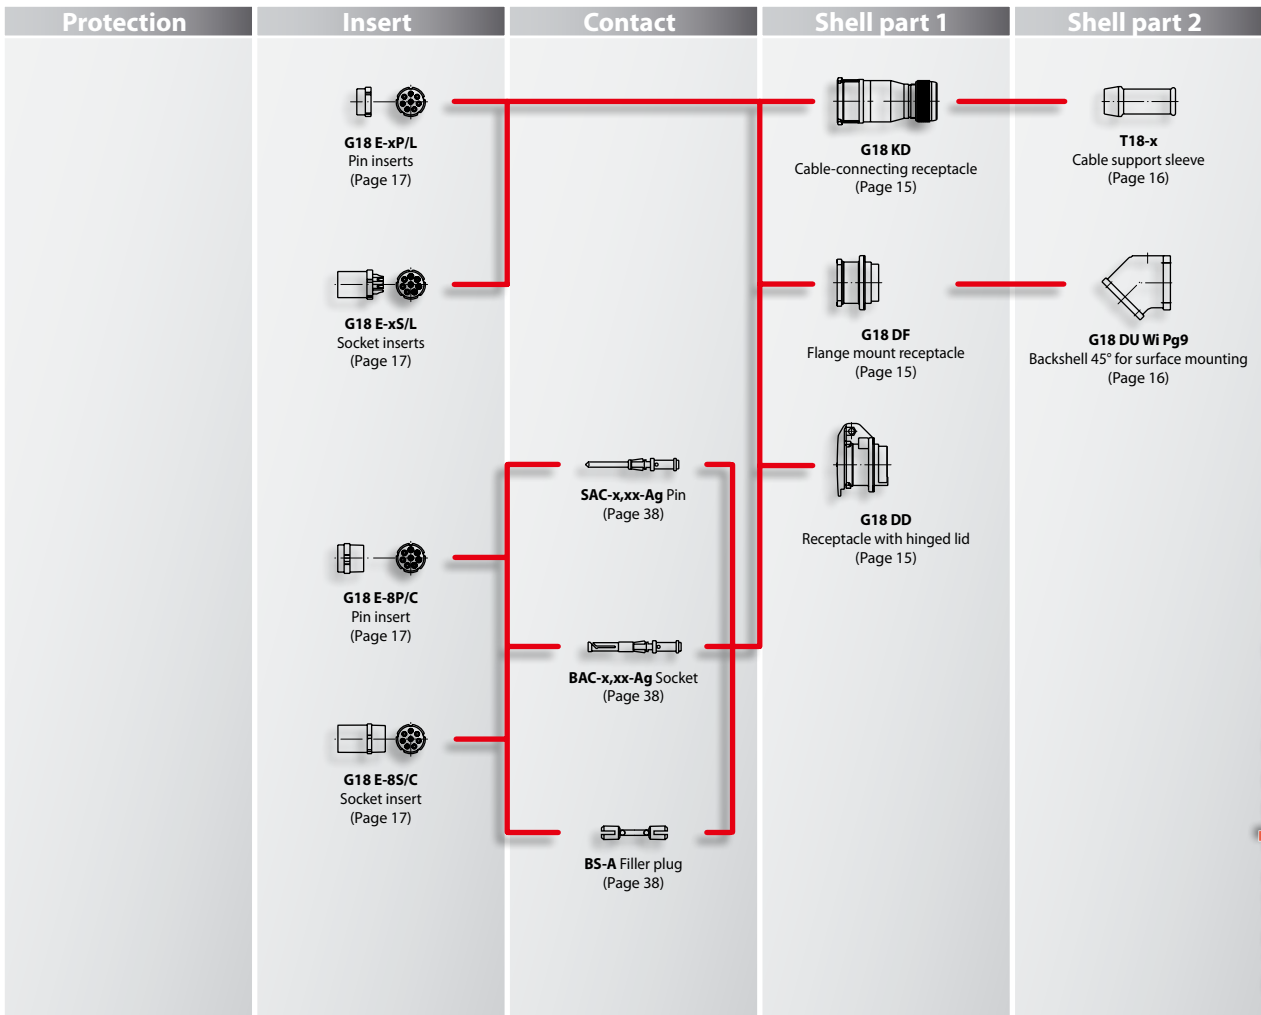 Protection
Insert
Contact
Shell part 1
Shell part 2
G18 E-xP/L
Pin inserts
(Page 17)
G18 E-xS/L
Socket inserts
(Page 17)
G18 E-8P/C
Pin insert
(Page 17)
G18 E-8S/C
Socket insert
(Page 17)
SAC-x,xx-Ag Pin
(Page 38)
BAC-x,xx-Ag Socket
(Page 38)
BS-A Filler plug
(Page 38)
G18 KD
Cable-connecting receptacle
(Page 15)
G18 DF
Flange mount receptacle
(Page 15)
G18 DD
Receptacle with hinged lid
(Page 15)
T18-x
Cable support sleeve
(Page 16)
G18 DU Wi Pg9
Backshell 45° for surface mounting
(Page 16)